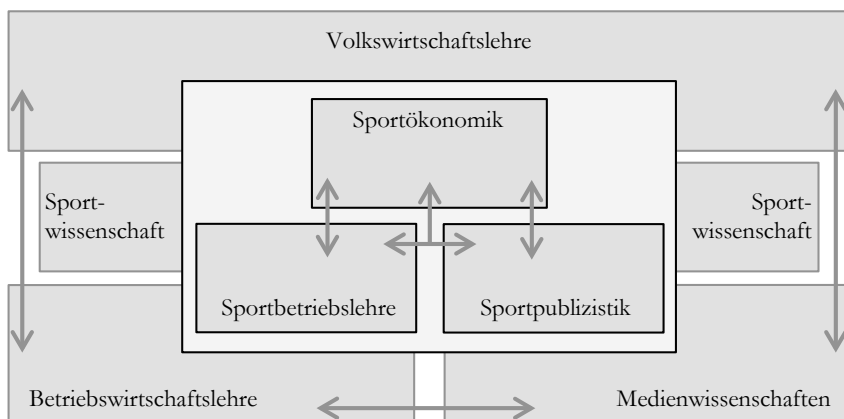 Volkswirtschaftslehre
Sportökonomik
Sport-
wissenschaft
Sport-
wissenschaft
Sportbetriebslehre
Sportpublizistik
Betriebswirtschaftslehre
Medienwissenschaften